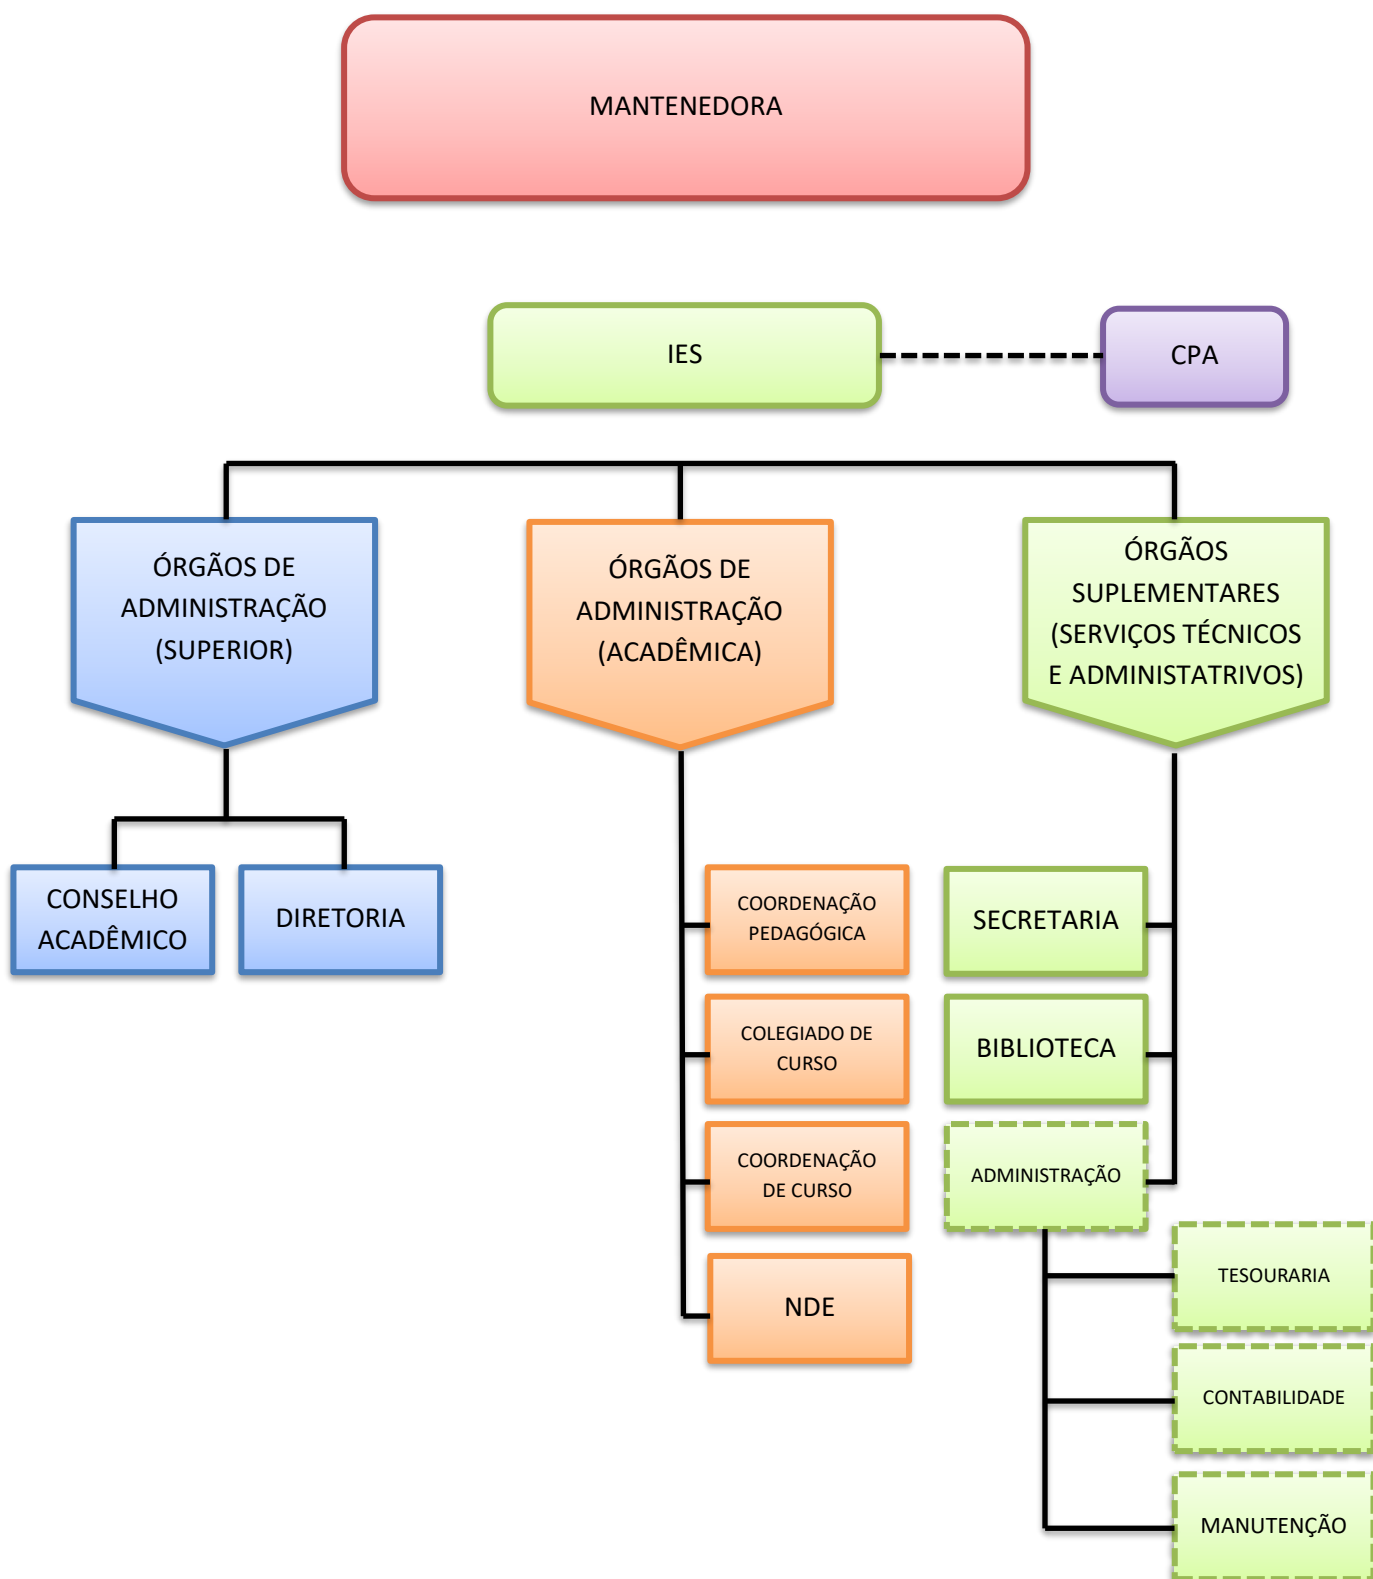 MANTENEDORA
IES
CPA
ÓRGÃOS DE
ADMINISTRAÇÃO
(SUPERIOR)
ÓRGÃOS DE
ADMINISTRAÇÃO
(ACADÊMICA)
ÓRGÃOS
SUPLEMENTARES
(SERVIÇOS TÉCNICOS
E ADMINISTATRIVOS)
CONSELHO
ACADÊMICO
DIRETORIA
COORDENAÇÃO
PEDAGÓGICA
COLEGIADO DE
CURSO
COORDENAÇÃO
DE CURSO
NDE
SECRETARIA
BIBLIOTECA
ADMINISTRAÇÃO
TESOURARIA
CONTABILIDADE
MANUTENÇÃO